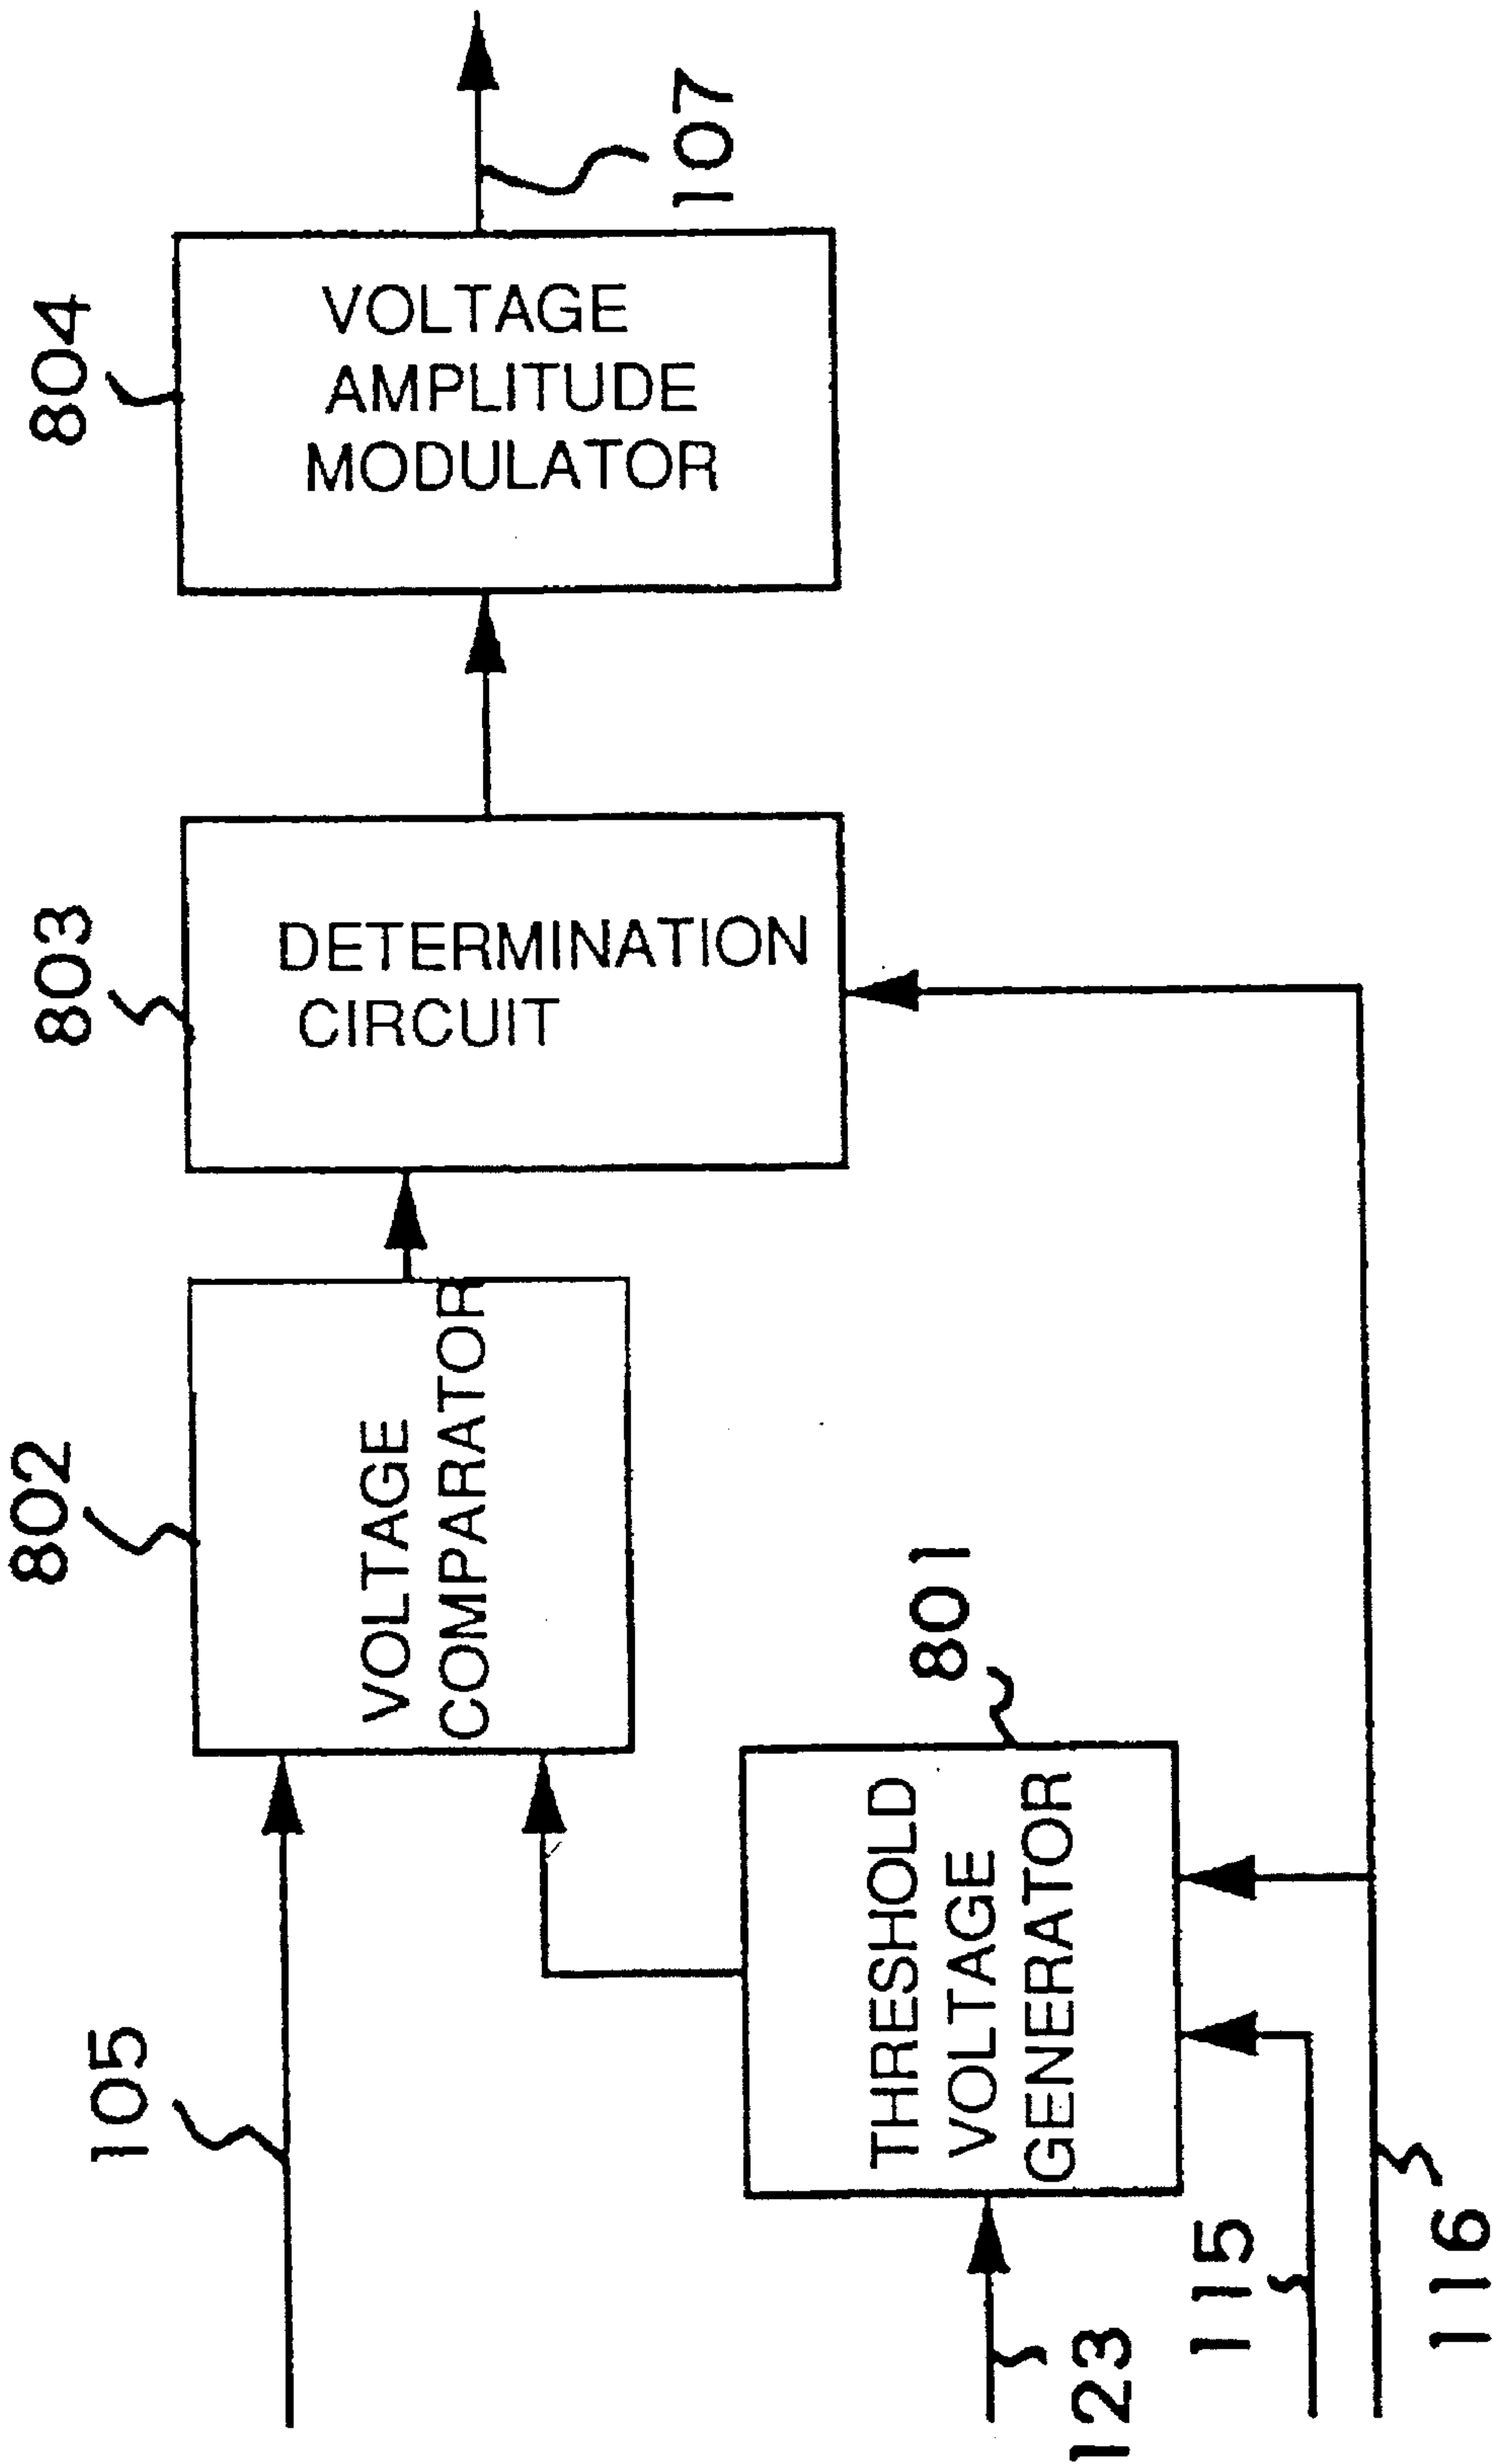 802
803
804
105
VOLTAGE
COMPARATOR
DETERMINATION
CIRCUIT
VOLTAGE
AMPLITUDE
MODULATOR
107
801
THRESHOLD
VOLTAGE
GENERATOR
123
115
116